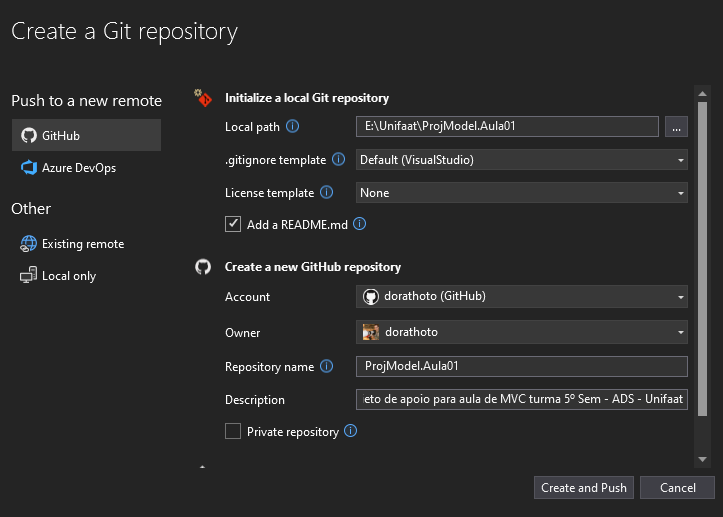 Create a Git repository
Push to a new remote
GitHub
Azure DevOps
Other
Existing remote
Local only
Initialize a local Git repository
Local path E:\Unifaat\ProjModel.Aula01 ...
.gitignore template Default (VisualStudio)
License template None
Add a README.md
Create a new GitHub repository
Account dorathoto (GitHub)
Owner dorathoto
Repository name ProjModel.Aula01
Description eto de apoio para aula de MVC turma 5º Sem - ADS - Unifaat
Private repository
Create and Push Cancel